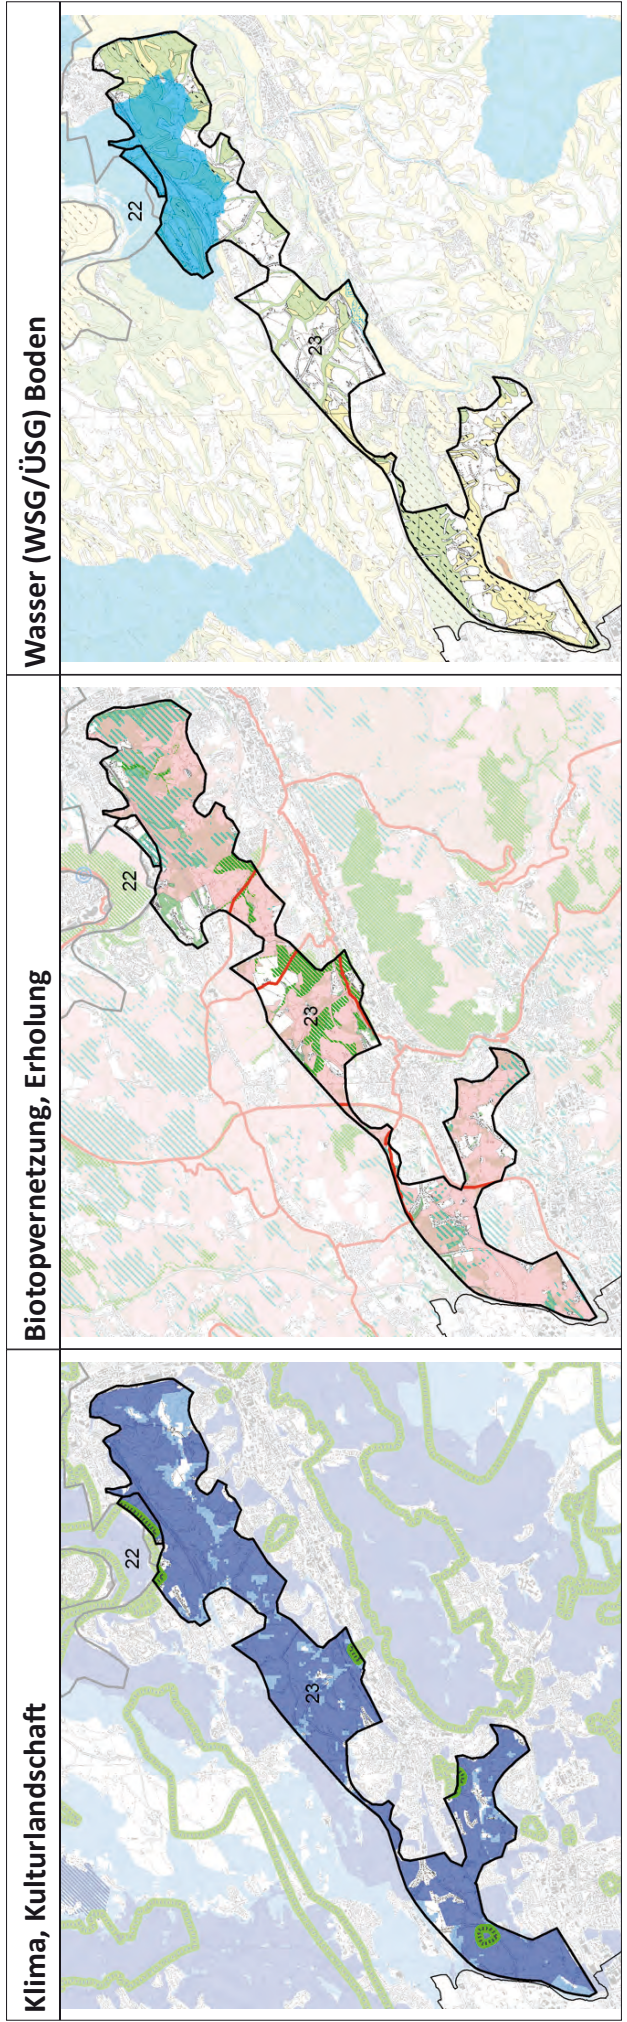 Klima, Kulturlandschaft
22
23
Biotopvernetzung, Erholung
22
23
Wasser (WSG/ÜSG) Boden
22
23